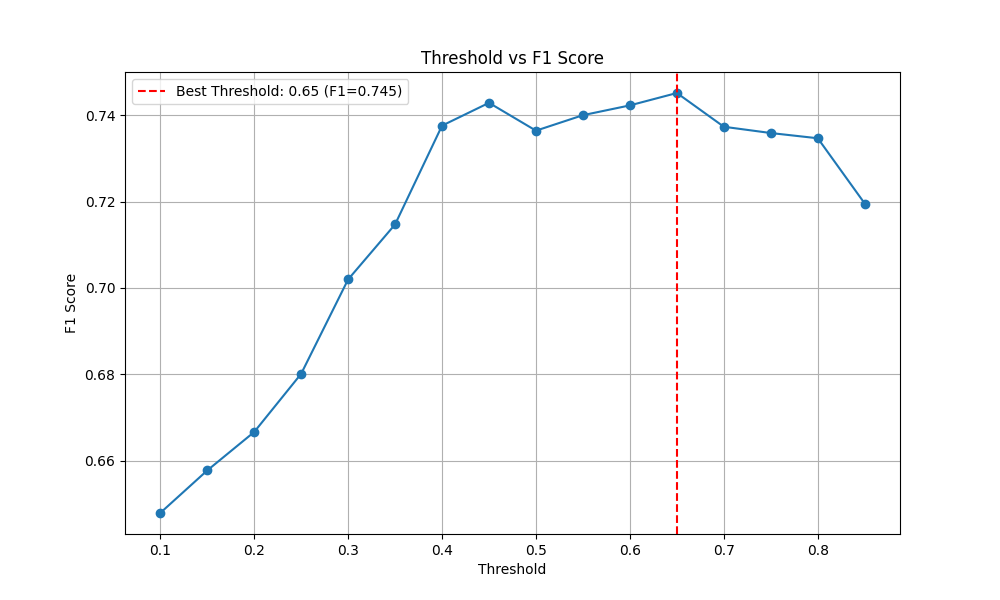 Threshold vs F1 Score
Best Threshold: 0.65 (F1=0.745)
0.74
0.72
0.70
0.68
0.66
F1 Score
0.1 0.2 0.3 0.4 0.5 0.6 0.7 0.8
Threshold